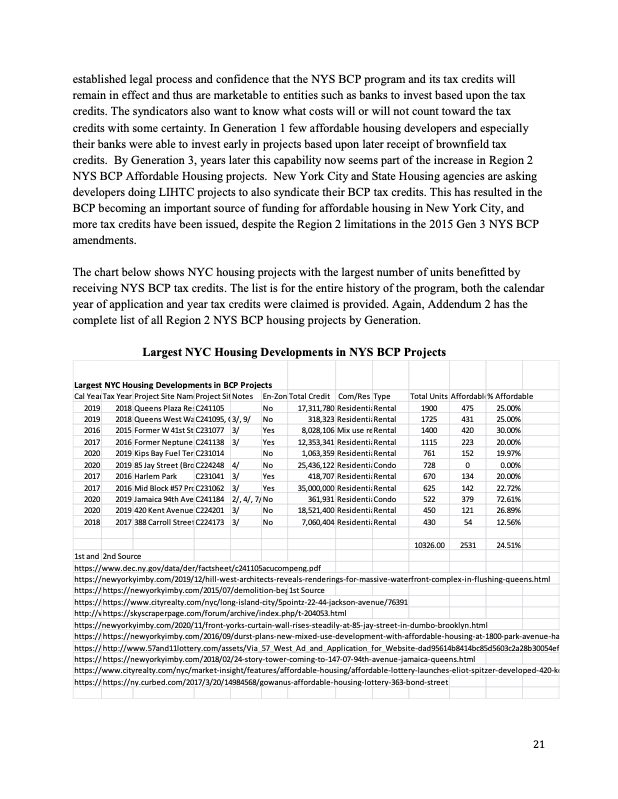 established legal process and confidence that the NYS BCP program and its tax credits will
remain in effect and thus are marketable to entities such as banks to invest based upon the tax
credits. The syndicators also want to know what costs will or will not count toward the tax
credits with some certainty. In Generation 1 few affordable housing developers and especially
their banks were able to invest early in projects based upon later receipt of brownfield tax
credits.  By Generation 3, years later this capability now seems part of the increase in Region 2
NYS BCP Affordable Housing projects.  New York City and State Housing agencies are asking
developers doing LIHTC projects to also syndicate their BCP tax credits. This has resulted in the
BCP becoming an important source of funding for affordable housing in New York City, and
more tax credits have been issued, despite the Region 2 limitations in the 2015 Gen 3 NYS BCP
amendments.
The chart below shows NYC housing projects with the largest number of units benefitted by
receiving NYS BCP tax credits. The list is for the entire history of the program, both the calendar
year of application and year tax credits were claimed is provided. Again, Addendum 2 has the
complete list of all Region 2 NYS BCP housing projects by Generation.
Largest NYC Housing Developments in NYS BCP Projects
Largest NYC Housing Developments in BCP Projects
Cal Year Tax Year Project Site Name Project Sit Notes En-Zon Total Credit Com/Res Type Total Units Affordabl % Affordable
2019 2018 Queens Plaza Re C241105 No 17,311,780 Residenti Rental 1900 475 25.00%
2019 2018 Queens West Wa C241095, ( 3/, 9/ No 318,323 Residenti Rental 1725 431 25.00%
2016 2015 Former W 41st St C231077 3/ Yes 8,028,106 Mix use re Rental 1400 420 30.00%
2017 2016 Former Neptune C241138 3/ Yes 12,353,341 Residenti Rental 1115 223 20.00%
2020 2019 Kips Bay Fuel Ter C231014 No 1,063,359 Residenti Rental 761 152 19.97%
2020 2019 85 Jay Street (Bro C224248 4/ No 25,436,122 Residenti Condo 728 0 0.00%
2017 2016 Harlem Park C231041 3/ Yes 418,707 Residenti Rental 670 134 20.00%
2017 2016 Mid Block #57 Pro C231062 3/ Yes 35,000,000 Residenti Rental 625 142 22.72%
2020 2019 Jamaica 94th Ave C241184 2/, 4/, 7/ No 361,931 Residenti Condo 522 379 72.61%
2020 2019 420 Kent Avenue C224201 3/ No 18,521,400 Residenti Rental 450 121 26.89%
2018 2017 388 Carroll Street C224173 3/ No 7,060,404 Residenti Rental 430 54 12.56%
10326.00 2531 24.51%
1st and 2nd Source
https://www.dec.ny.gov/data/der/factsheet/c241105acucompeng.pdf
https://newyorkyimby.com/2019/12/hill-west-architects-reveals-renderings-for-massive-waterfront-complex-in-flushing-queens.html
https:// https://newyorkyimby.com/2015/07/demolition-beg 1st Source
https:// https://www.cityrealty.com/nyc/long-island-city/5pointz-22-44-jackson-avenue/76391
http://v https://skyscraperpage.com/forum/archive/index.php/t-204053.html
https://newyorkyimby.com/2020/11/front-yorks-curtain-wall-rises-steadily-at-85-jay-street-in-dumbo-brooklyn.html
https:// https://newyorkyimby.com/2016/09/durst-plans-new-mixed-use-development-with-affordable-housing-at-1800-park-avenue-ha
https:// http://www.57and11lottery.com/assets/Via_57_West_Ad_and_Application_for_Website-dad95614b8414bc85d5603c2a28b30054ef
https:// https://newyorkyimby.com/2018/02/24-story-tower-coming-to-147-07-94th-avenue-jamaica-queens.html
https://www.cityrealty.com/nyc/market-insight/features/affordable-housing/affordable-lottery-launches-eliot-spitzer-developed-420-k
https:// https://ny.curbed.com/2017/3/20/14984568/gowanus-affordable-housing-lottery-363-bond-street
21